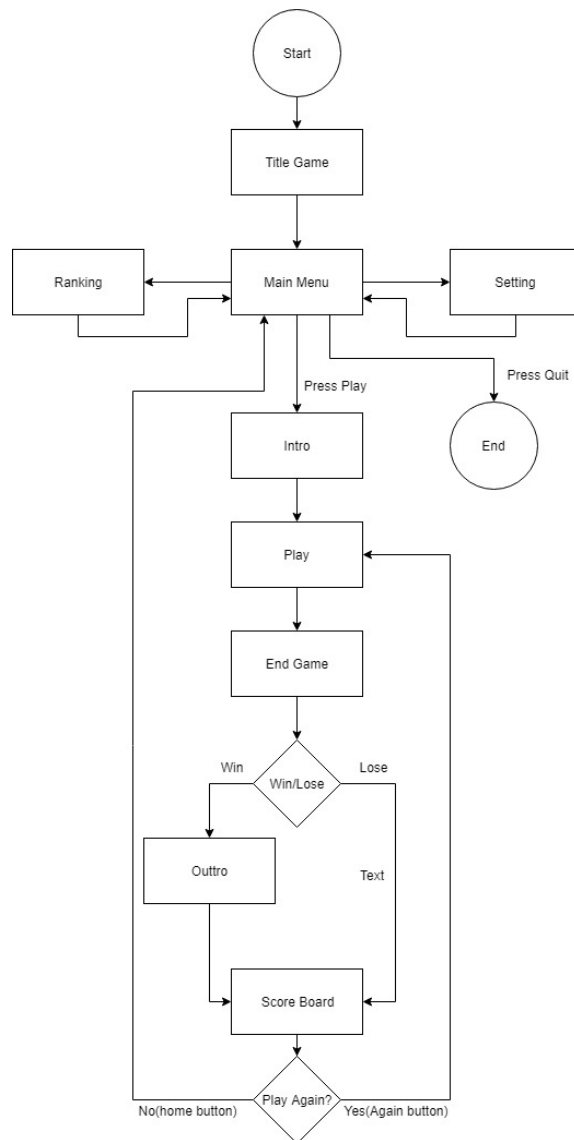 Start
Title Game
Ranking
Main Menu
Setting
Press Play
Press Quit
Intro
End
Play
End Game
Win
Lose
Win/Lose
Outtro
Text
Score Board
Play Again?
No(home button)
Yes(Again button)